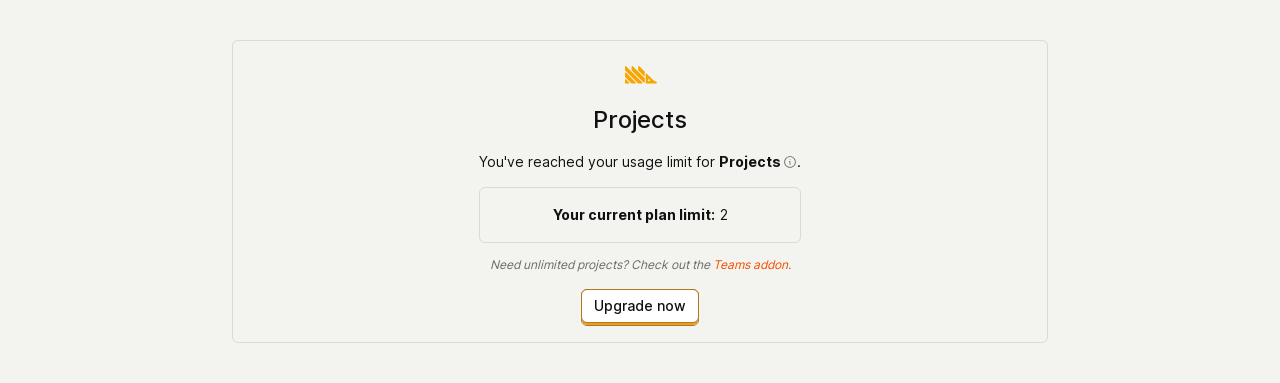 Projects
You've reached your usage limit for Projects.
Your current plan limit: 2
Need unlimited projects? Check out the Teams addon.
Upgrade now